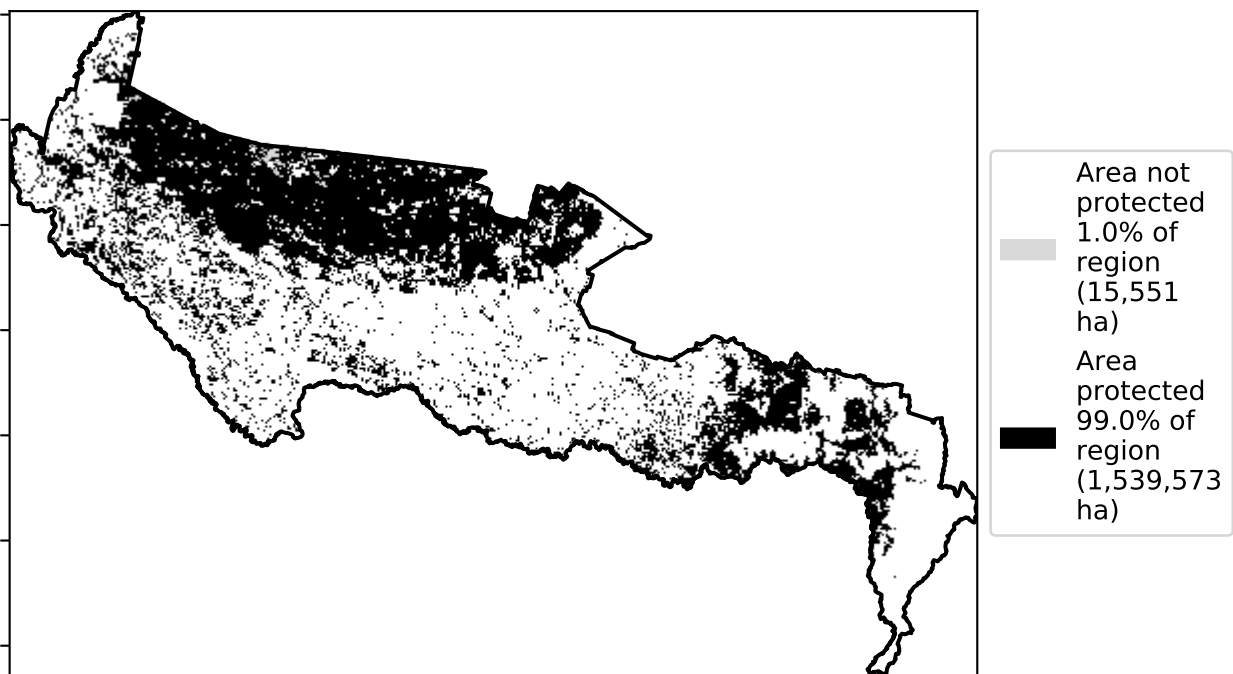 Area not
protected
1.0% of
region
(15,551
ha)
Area
protected
99.0% of
region
(1,539,573
ha)